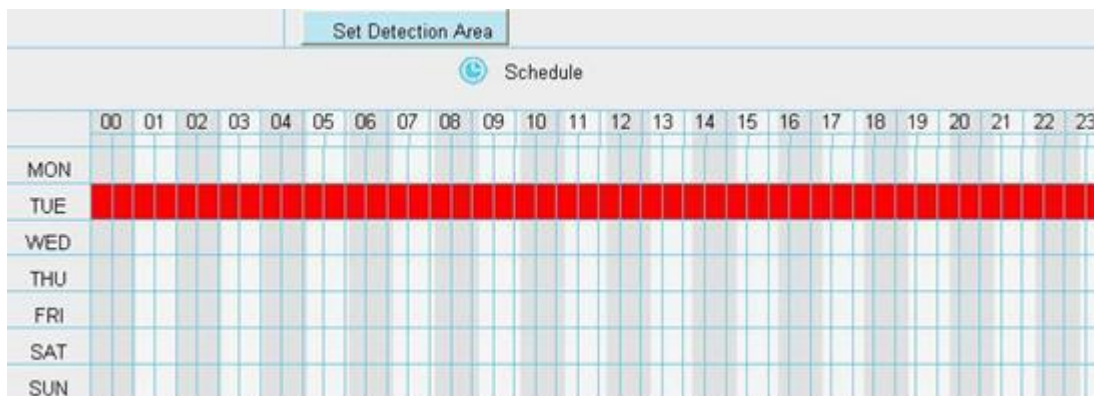 Set Detection Area
Schedule
00 01 02 03 04 05 06 07 08 09 10 11 12 13 14 15 16 17 18 19 20 21 22 23
MON
TUE
WED
THU
FRI
SAT
SUN